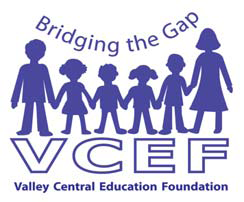 Bridging the Gap
VCEF
Valley Central Education Foundation